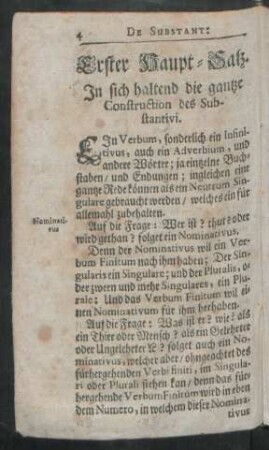 4 DE SUBSTANT:
Erster Haupt-Satz.
In sich haltend die gantze
Construction des Sub-
stantivi.
EIn Verbum, sonderlich ein Infini-
tivus, auch ein Adverbium, und
andere Wörter; ja eintzelne Buch-
staben/ und Endungen; ingleichen eine
gantze Rede können als ein Neutrum Sin-
gulare gebraucht werden/ welches ein für
allemahl zubehalten.
Auf die Frage: Wer ist? thut? oder
wird gethan? folget ein Nominativus.
Nominati-
vus
Denn der Nominativus wil ein Ver-
bum Finitum nach ihm haben; Der Sin-
gularis ein Singulare; und der Pluralis, o-
der zween und mehr Singulares, ein Plu-
rale: Und das Verbum Finitum wil ei-
nen Nominativum für ihm herhaben.
Auf die Frage: Was ist er? wie? als
ein Thier oder Mensch? als ein Gelehrter
oder Ungelehrter N? folget auch ein No-
minativus, welcher aber/ ohngeachtet des
fürhergehenden Verbi finiti, im Singula-
ri oder Plurali stehen kan/ denn das für-
hergehende Verbum Finitum wird in eben
dem Numero, in welchem dieser Nomina-
tivus